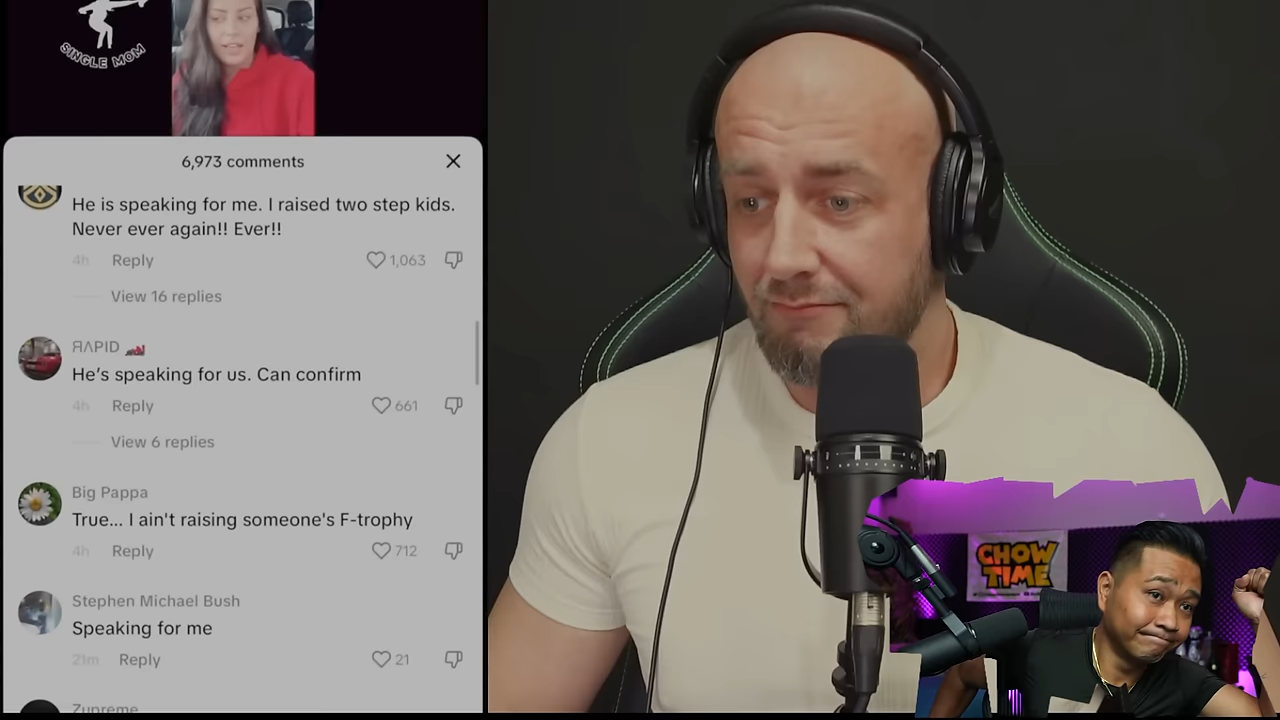 SINGLE MOM
6,973 comments
He is speaking for me. I raised two step kids.
Never ever again!! Ever!!
4h Reply 1,063
View 16 replies
ЯΛPID
He's speaking for us. Can confirm
4h Reply 661
View 6 replies
Big Pappa
True... I ain't raising someone's F-trophy
4h Reply 712
Stephen Michael Bush
Speaking for me
21m Reply 21
Zupreme
CHOW
TIME